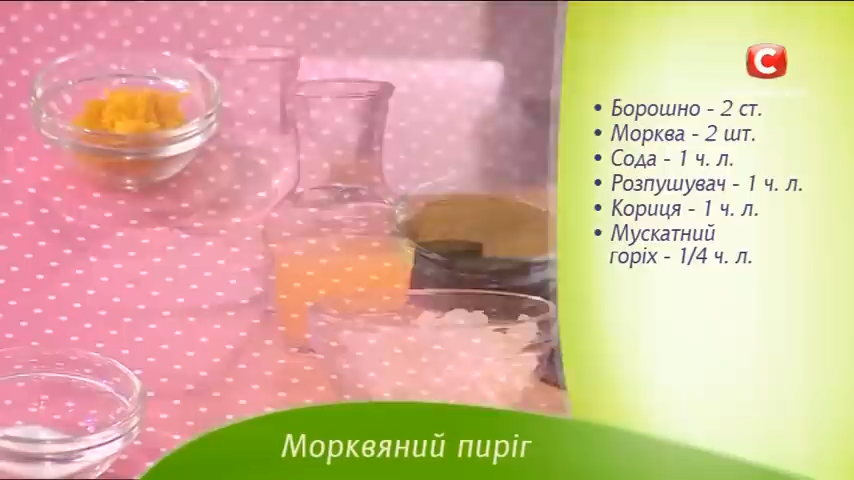 C
• Борошно - 2 ст.
• Морква - 2 шт.
• Сода - 1 ч. л.
• Розпушувач - 1 ч. л.
• Кориця - 1 ч. л.
• Мускатний
горіх - 1/4 ч. л.
Морквяний пиріг